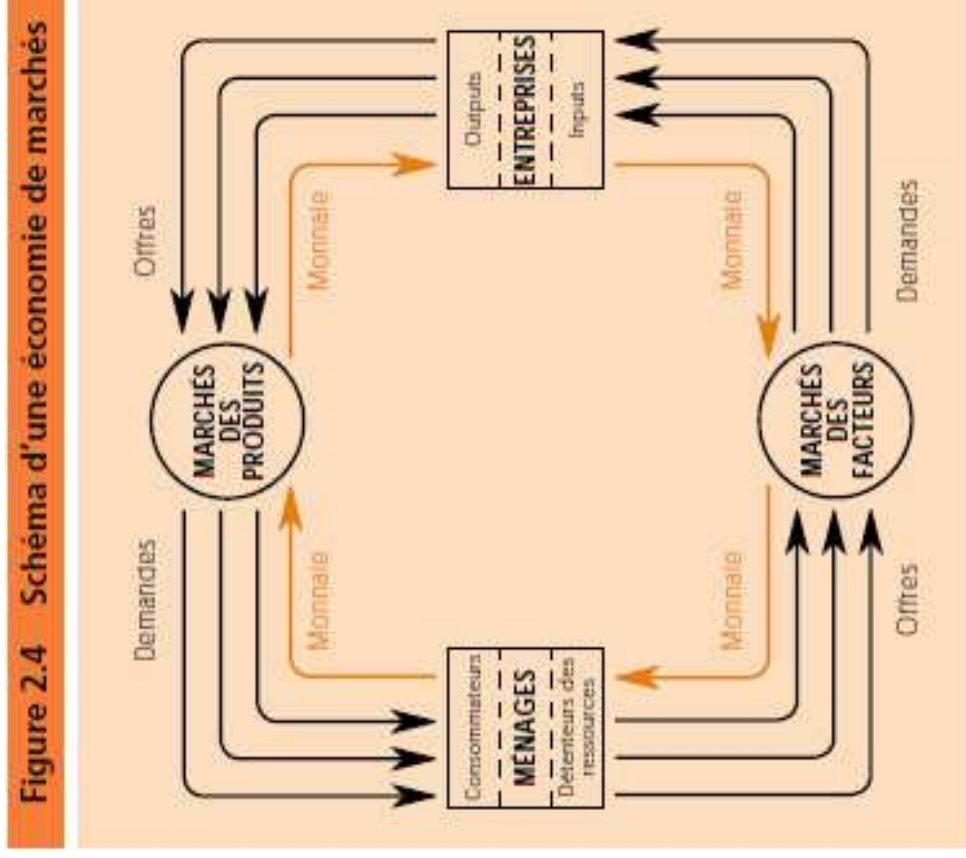 Figure 2.4 Schéma d'une économie de marchés
Demandes
Offres
MARCHÉS
DES
PRODUITS
Monnaie
Monnaie
Consommateurs
MÉNAGES
Détenteurs des
ressources
Outputs
ENTREPRISES
Inputs
Monnaie
Monnaie
MARCHÉS
DES
FACTEURS
Offres
Demandes